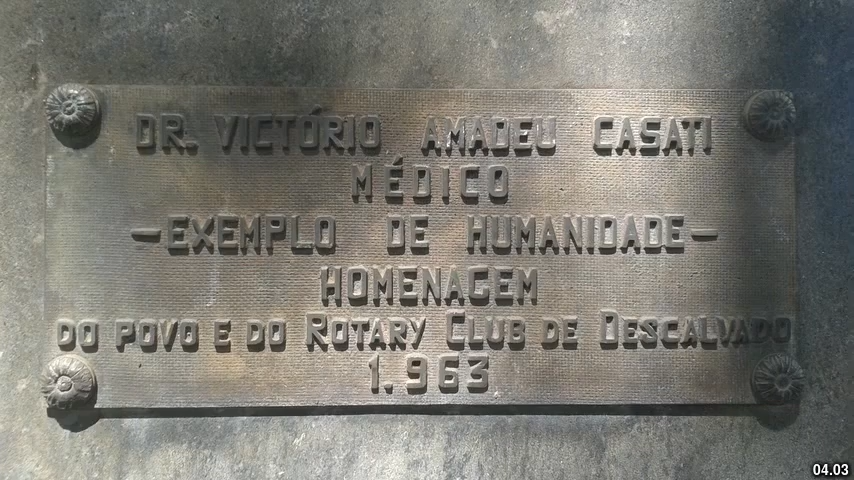 DR. VICTÓRIO AMADEU CASATI
MÉDICO
—EXEMPLO DE HUMANIDADE—
HOMENAGEM
DO POVO E DO ROTARY CLUB DE DESCALVADO
1.963
04.03